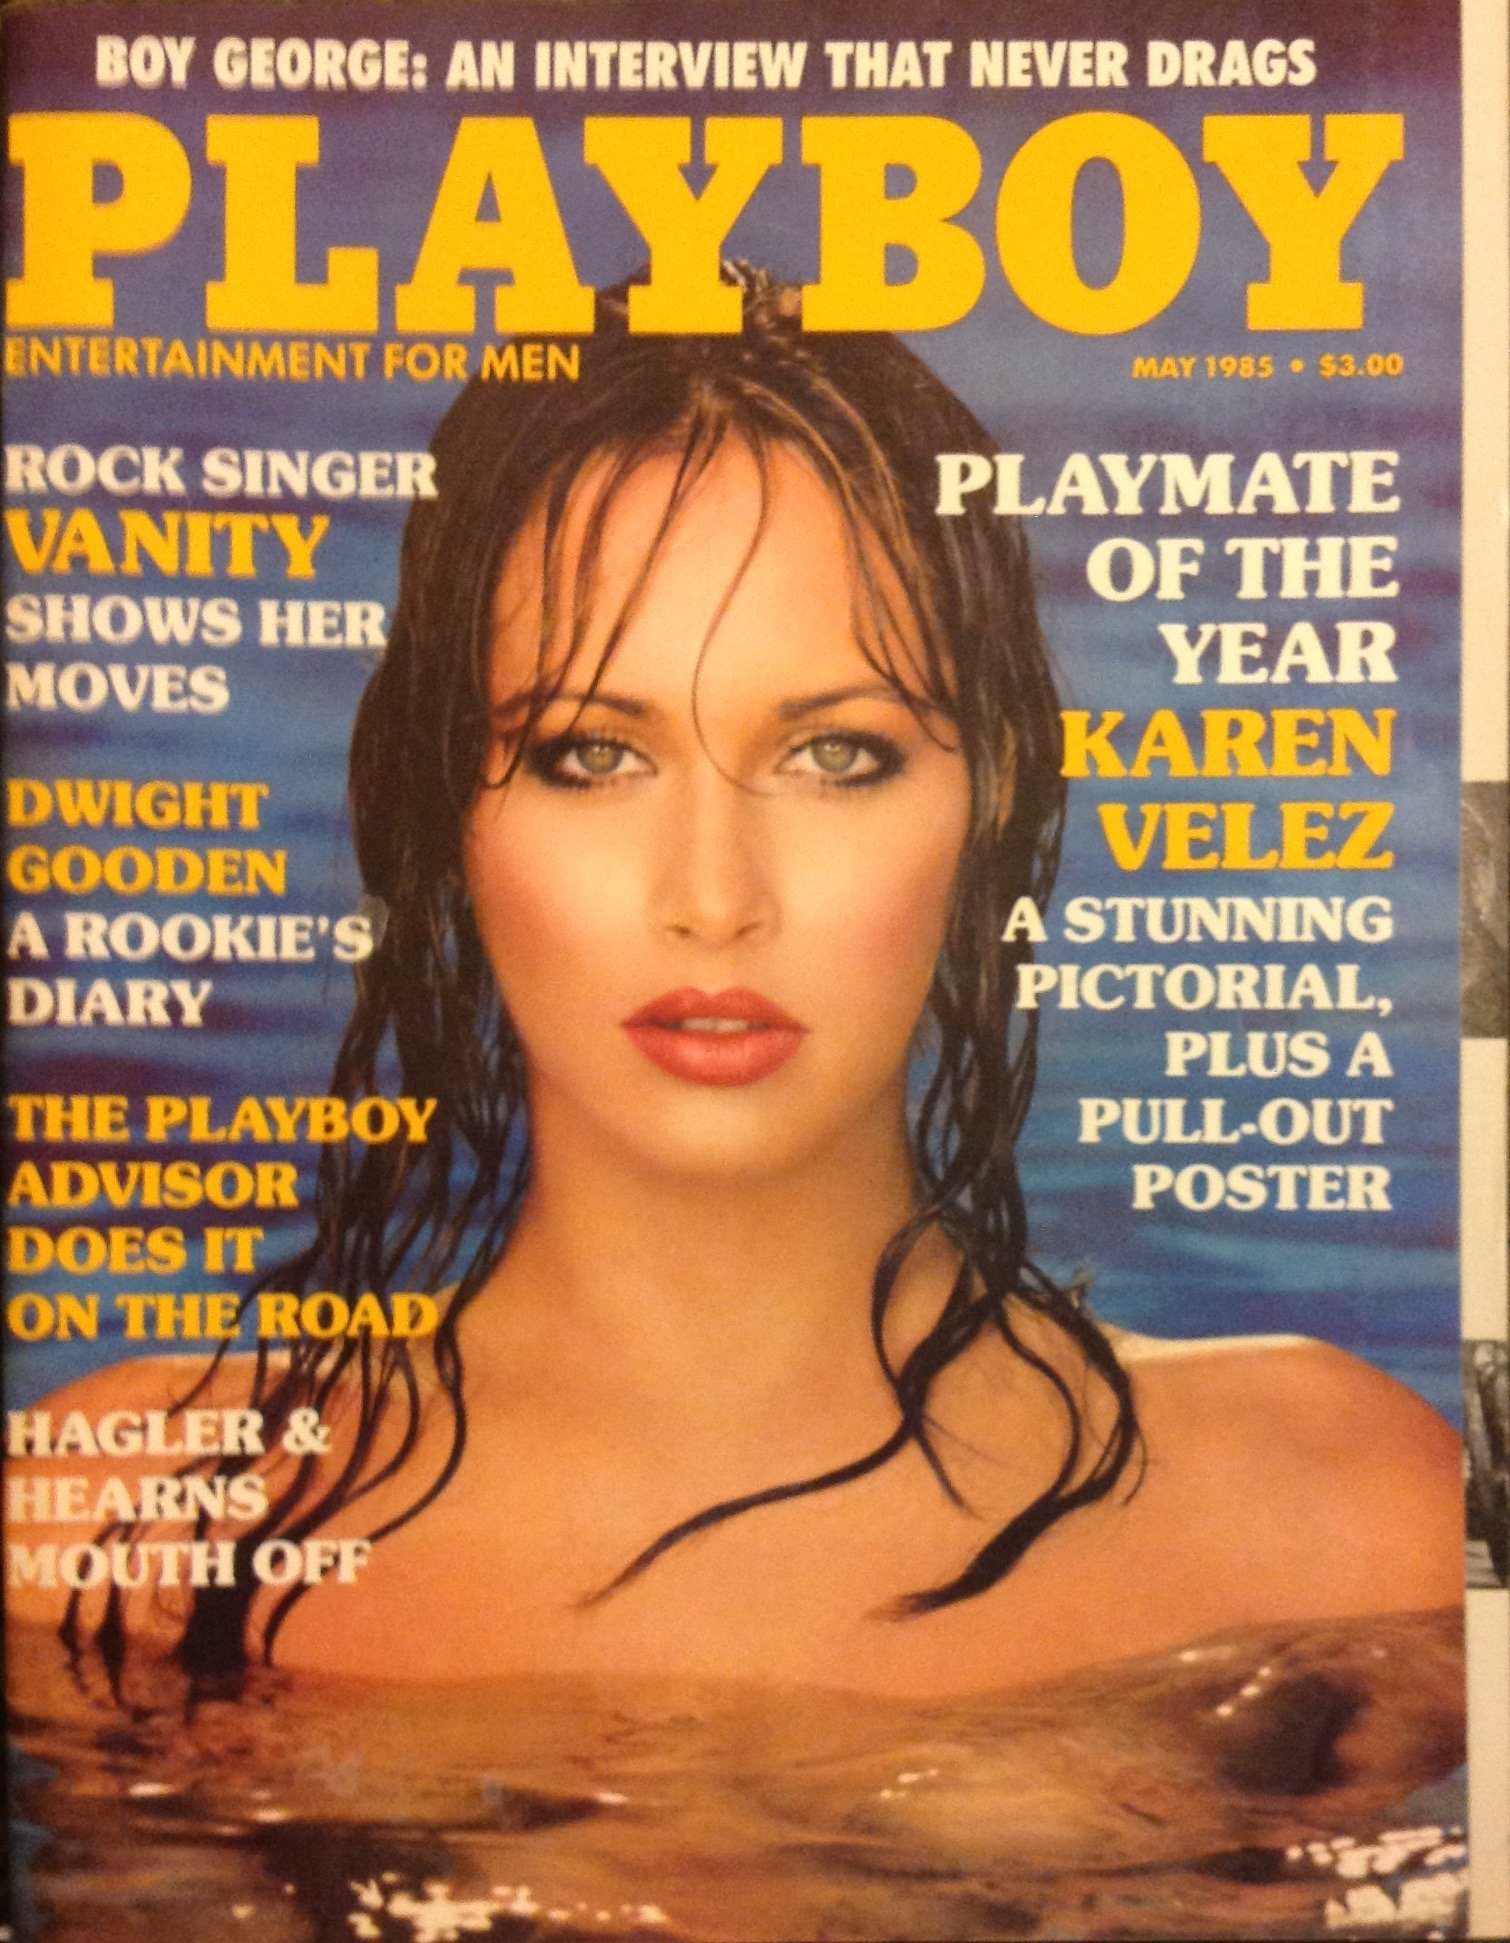 BOY GEORGE: AN INTERVIEW THAT NEVER DRAGS
PLAYBOY
ENTERTAINMENT FOR MEN
MAY 1985 • $3.00
ROCK SINGER
VANITY
SHOWS HER
MOVES
DWIGHT
GOODEN
A ROOKIE'S
DIARY
THE PLAYBOY
ADVISOR
DOES IT
ON THE ROAD
HAGLER &
HEARNS
MOUTH OFF
PLAYMATE
OF THE
YEAR
KAREN
VELEZ
A STUNNING
PICTORIAL,
PLUS A
PULL-OUT
POSTER